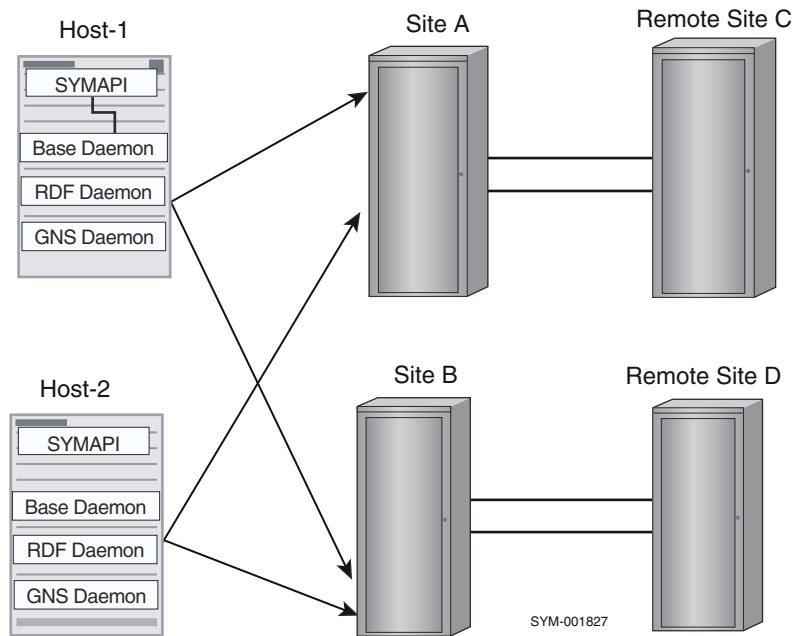 Host-1
SYMAPI
Base Daemon
RDF Daemon
GNS Daemon
Site A
Remote Site C
Host-2
SYMAPI
Base Daemon
RDF Daemon
GNS Daemon
Site B
Remote Site D
SYM-001827